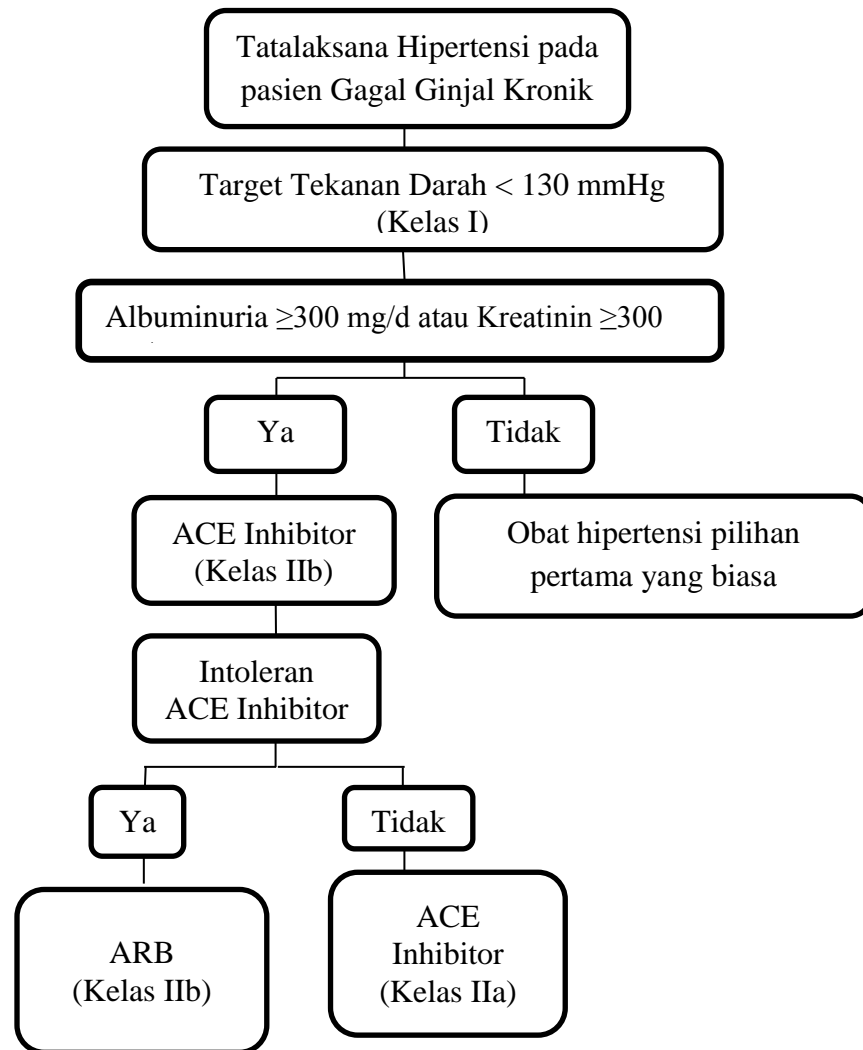 Tatalaksana Hipertensi pada
pasien Gagal Ginjal Kronik
Target Tekanan Darah < 130 mmHg
(Kelas I)
Albuminuria ≥300 mg/d atau Kreatinin ≥300
Ya
Tidak
ACE Inhibitor
(Kelas IIb)
Obat hipertensi pilihan
pertama yang biasa
Intoleran
ACE Inhibitor
Ya
Tidak
ARB
(Kelas IIb)
ACE
Inhibitor
(Kelas IIa)